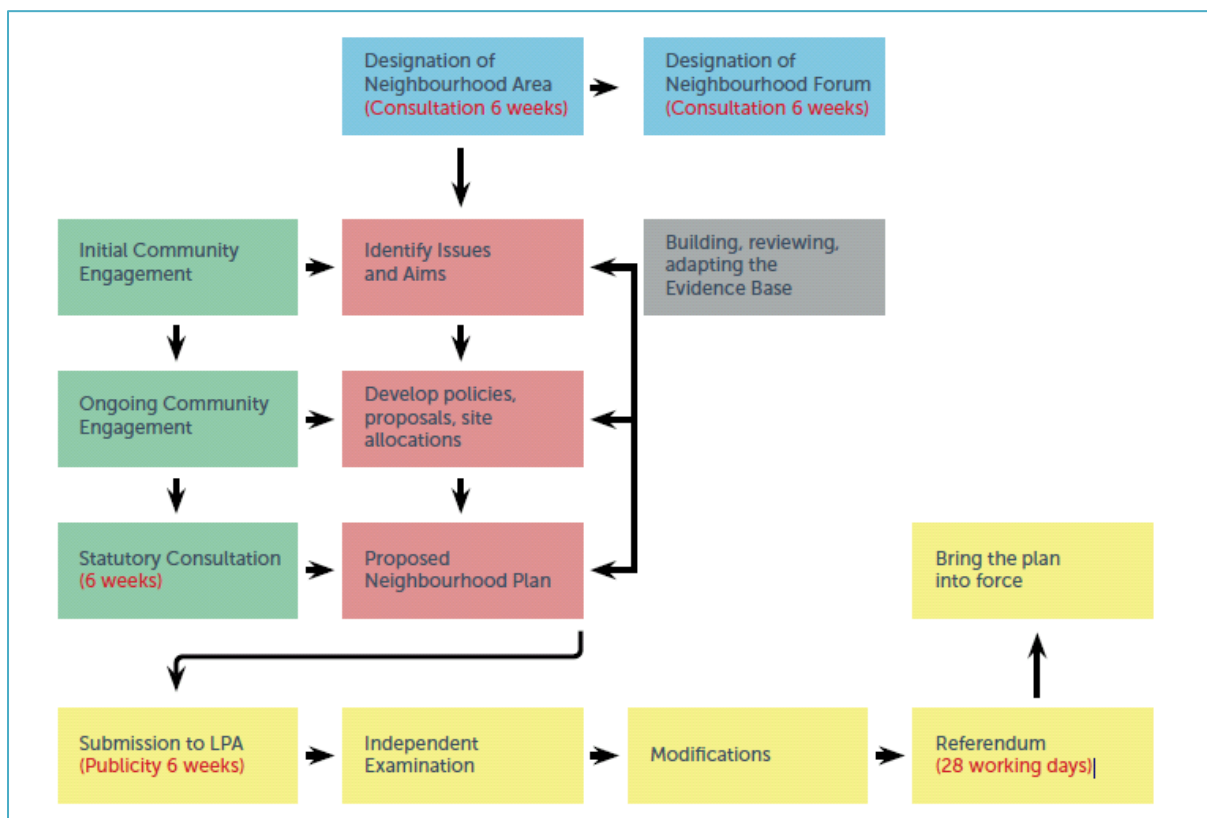 Designation of
Neighbourhood Area
(Consultation 6 weeks)
Designation of
Neighbourhood Forum
(Consultation 6 weeks)
Initial Community
Engagement
Identify Issues
and Aims
Building, reviewing,
adapting the
Evidence Base
Ongoing Community
Engagement
Develop policies,
proposals, site
allocations
Statutory Consultation
(6 weeks)
Proposed
Neighbourhood Plan
Bring the plan
into force
Submission to LPA
(Publicity 6 weeks)
Independent
Examination
Modifications
Referendum
(28 working days)